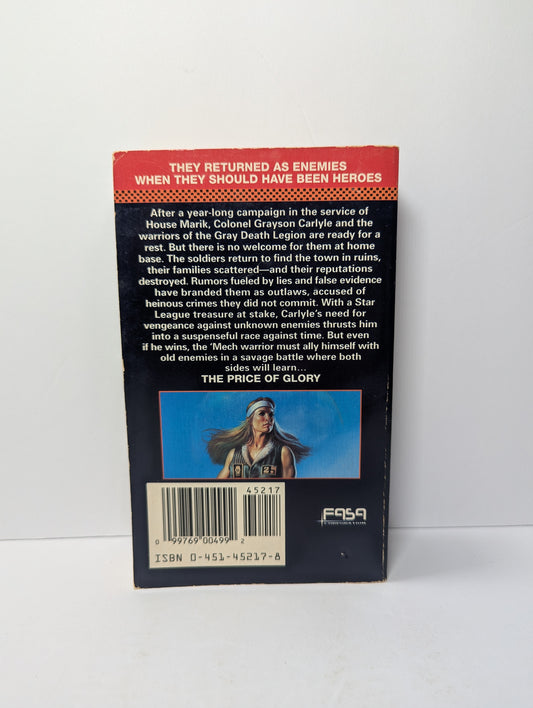 THEY RETURNED AS ENEMIES
WHEN THEY SHOULD HAVE BEEN HEROES
After a year-long campaign in the service of
House Marik, Colonel Grayson Carlyle and the
warriors of the Gray Death Legion are ready for a
rest. But there is no welcome for them at home
base. The soldiers return to find the town in ruins,
their families scattered—and their reputations
destroyed. Rumors fueled by lies and false evidence
have branded them as outlaws, accused of
heinous crimes they did not commit. With a Star
League treasure at stake, Carlyle's need for
vengeance against unknown enemies thrusts him
into a suspenseful race against time. But even
if he wins, the 'Mech warrior must ally himself with
old enemies in a savage battle where both
sides will learn...
THE PRICE OF GLORY
45217
0 99769 00499 2
ISBN 0-451-45217-8
FASA